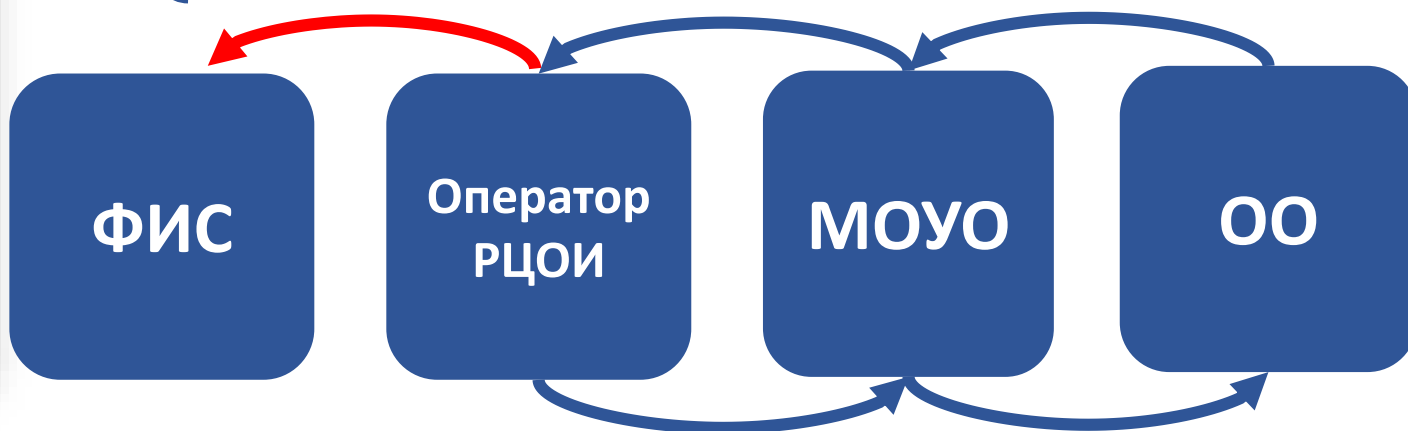 ФИС
Оператор
РЦОИ
МОУО
ОО